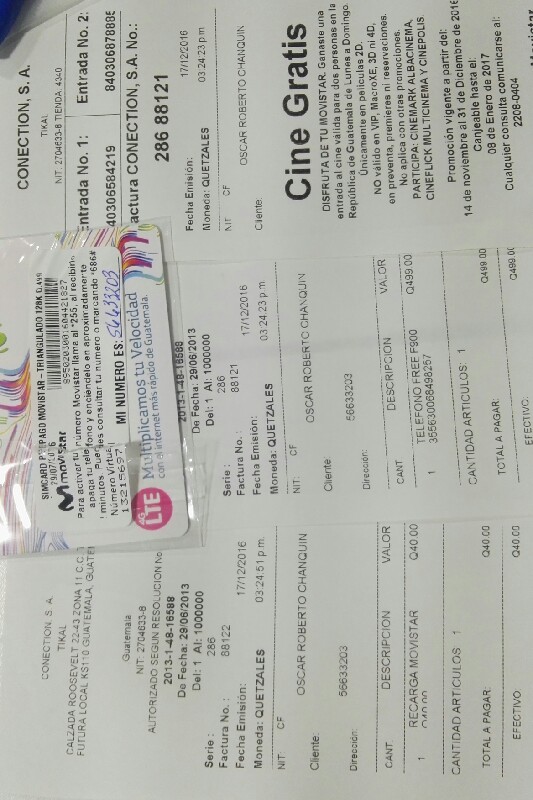 CONECTION, S. A.
TIKAL
NIT: 2704633-8 TIENDA: 4340
Entrada No. 1: Entrada No. 2:
40306584219 840306878885
Factura CONECTION, S.A. No.:
286 88121
Fecha Emisión: 17/12/2016
Moneda: QUETZALES 03:24:23 p.m.
NIT: CF
Cliente: OSCAR ROBERTO CHANQUIN
Cine Gratis
DISFRUTA DE TU MOVISTAR. Ganaste una
entrada al cine válida para dos personas en la
República de Guatemala de Lunes a Domingo.
Únicamente en películas 2D.
NO válido en VIP, MacroXE, 3D ni 4D,
en preventa, premieres ni reservaciones.
No aplica con otras promociones.
PARTICIPA: CINEMARK ALBACINEMA,
CINEFLICK MULTICINEMA Y CINEPOLIS.
Promoción vigente a partir del:
14 de noviembre al 31 de Diciembre de 2016
Canjeable hasta el:
08 de Enero de 2017
Cualquier consulta comunicarse al:
2208-0404
Movistar
SIMCARD PREPAGO MOVISTAR – TRIANGULADO 128K
29/07/2016
8950203001604421827
movistar
Para activar tu número Movistar llama al *255, al recibir
apaga tu fono y enciéndelo en aproximadamente
minutos. Puedes consultar tu número marcando *686#
Número Virtual
13215697
MI NUMERO ES: 56633203
4G LTE
Multiplicamos tu Velocidad
con el internet más rápido de Guatemala.
2013-1-48-16588
De Fecha: 29/06/2013
Del: 1 Al: 1000000
Serie : 286
Factura No. : 88121
Fecha Emisión: 17/12/2016
Moneda: QUETZALES 03:24:23 p.m.
NIT: CF
Cliente: OSCAR ROBERTO CHANQUIN
Dirección: 56633203
CANT. DESCRIPCION VALOR
1 TELEFONO FREE F900 Q499.00
355630068498257
CANTIDAD ARTICULOS: 1
TOTAL A PAGAR: Q499.00
EFECTIVO: Q499.00
CONECTION, S. A.
TIKAL
CALZADA ROOSEVELT 22-43 ZONA 11 C.C.
FUTURA LOCAL KS110 GUATEMALA, GUATE
Guatemala
NIT: 2704633-8
AUTORIZADO SEGUN RESOLUCION No
2013-1-48-16588
De Fecha: 29/06/2013
Del: 1 Al: 1000000
Serie : 286
Factura No. : 88122
Fecha Emisión: 17/12/2016
Moneda: QUETZALES 03:24:51 p.m.
NIT: CF
Cliente: OSCAR ROBERTO CHANQUIN
Dirección: 56633203
CANT. DESCRIPCION VALOR
1 RECARGA MOVISTAR Q40.00
Q40.00
CANTIDAD ARTICULOS 1
TOTAL A PAGAR Q40.00
EFECTIVO Q40.00